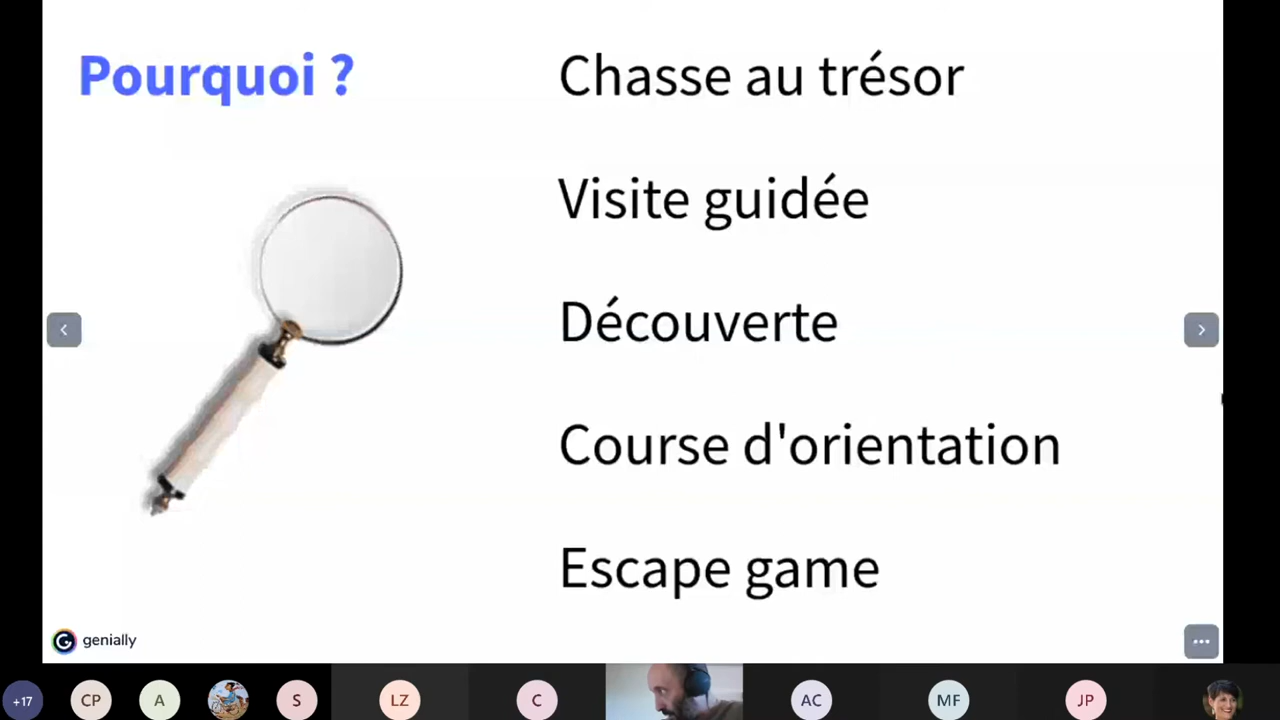 Pourquoi ?
Chasse au trésor
Visite guidée
Découverte
Course d'orientation
Escape game
genially
+17
CP
A
S
LZ
C
AC
MF
JP